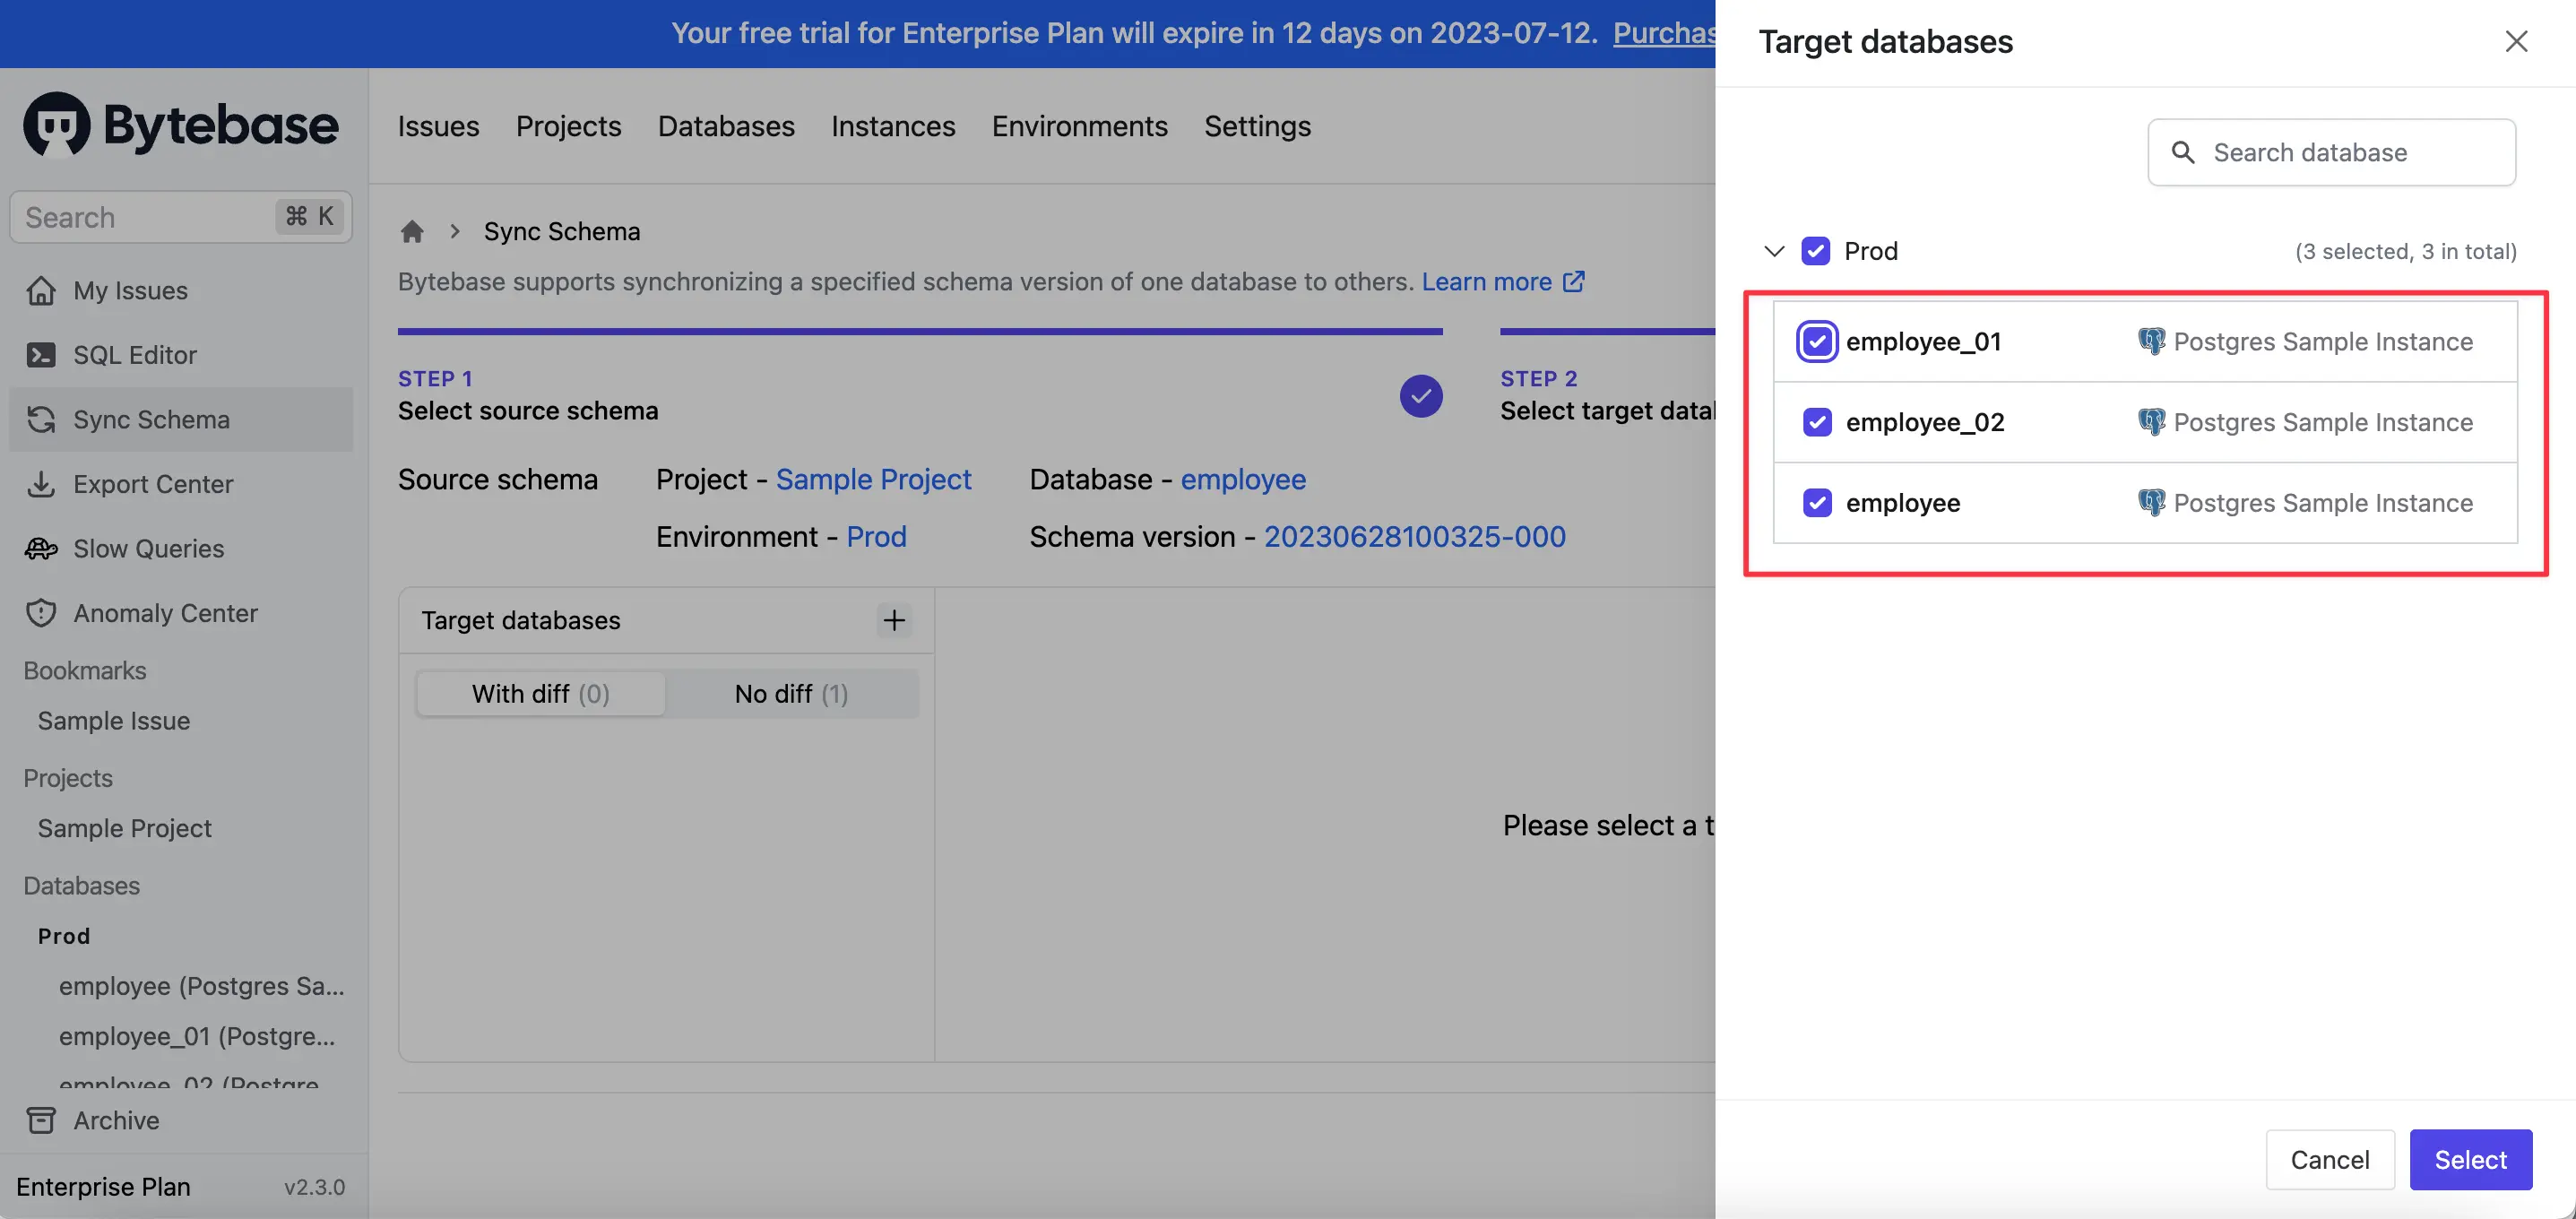 Your free trial for Enterprise Plan will expire in 12 days on 2023-07-12.
Bytebase
Search ⌘ K
My Issues
SQL Editor
Sync Schema
Export Center
Slow Queries
Anomaly Center
Bookmarks
Sample Issue
Projects
Sample Project
Databases
Prod
employee (Postgres Sa...
employee_01 (Postgre...
employee_02 (Postgre
Archive
Enterprise Plan v2.3.0
Issues Projects Databases Instances Environments Settings
Sync Schema
Bytebase supports synchronizing a specified schema version of one database to others. Learn more
STEP 1
Select source schema
STEP 2
Select target
Source schema Project - Sample Project Database - employee
Environment - Prod Schema version - 20230628100325-000
Target databases +
With diff (0) No diff (1)
Please select a
Target databases
Search database
Prod (3 selected, 3 in total)
employee_01 Postgres Sample Instance
employee_02 Postgres Sample Instance
employee Postgres Sample Instance
Cancel Select